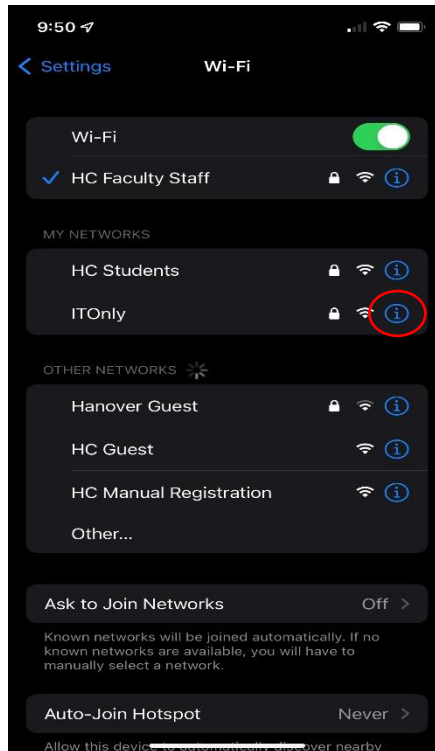 9:50
Settings
Wi-Fi
Wi-Fi
HC Faculty Staff
MY NETWORKS
HC Students
ITOnly
OTHER NETWORKS
Hanover Guest
HC Guest
HC Manual Registration
Other...
Ask to Join Networks Off >
Known networks will be joined automatically. If no
known networks are available, you will have to
manually select a network.
Auto-Join Hotspot Never >
Allow this device to automatically discover nearby